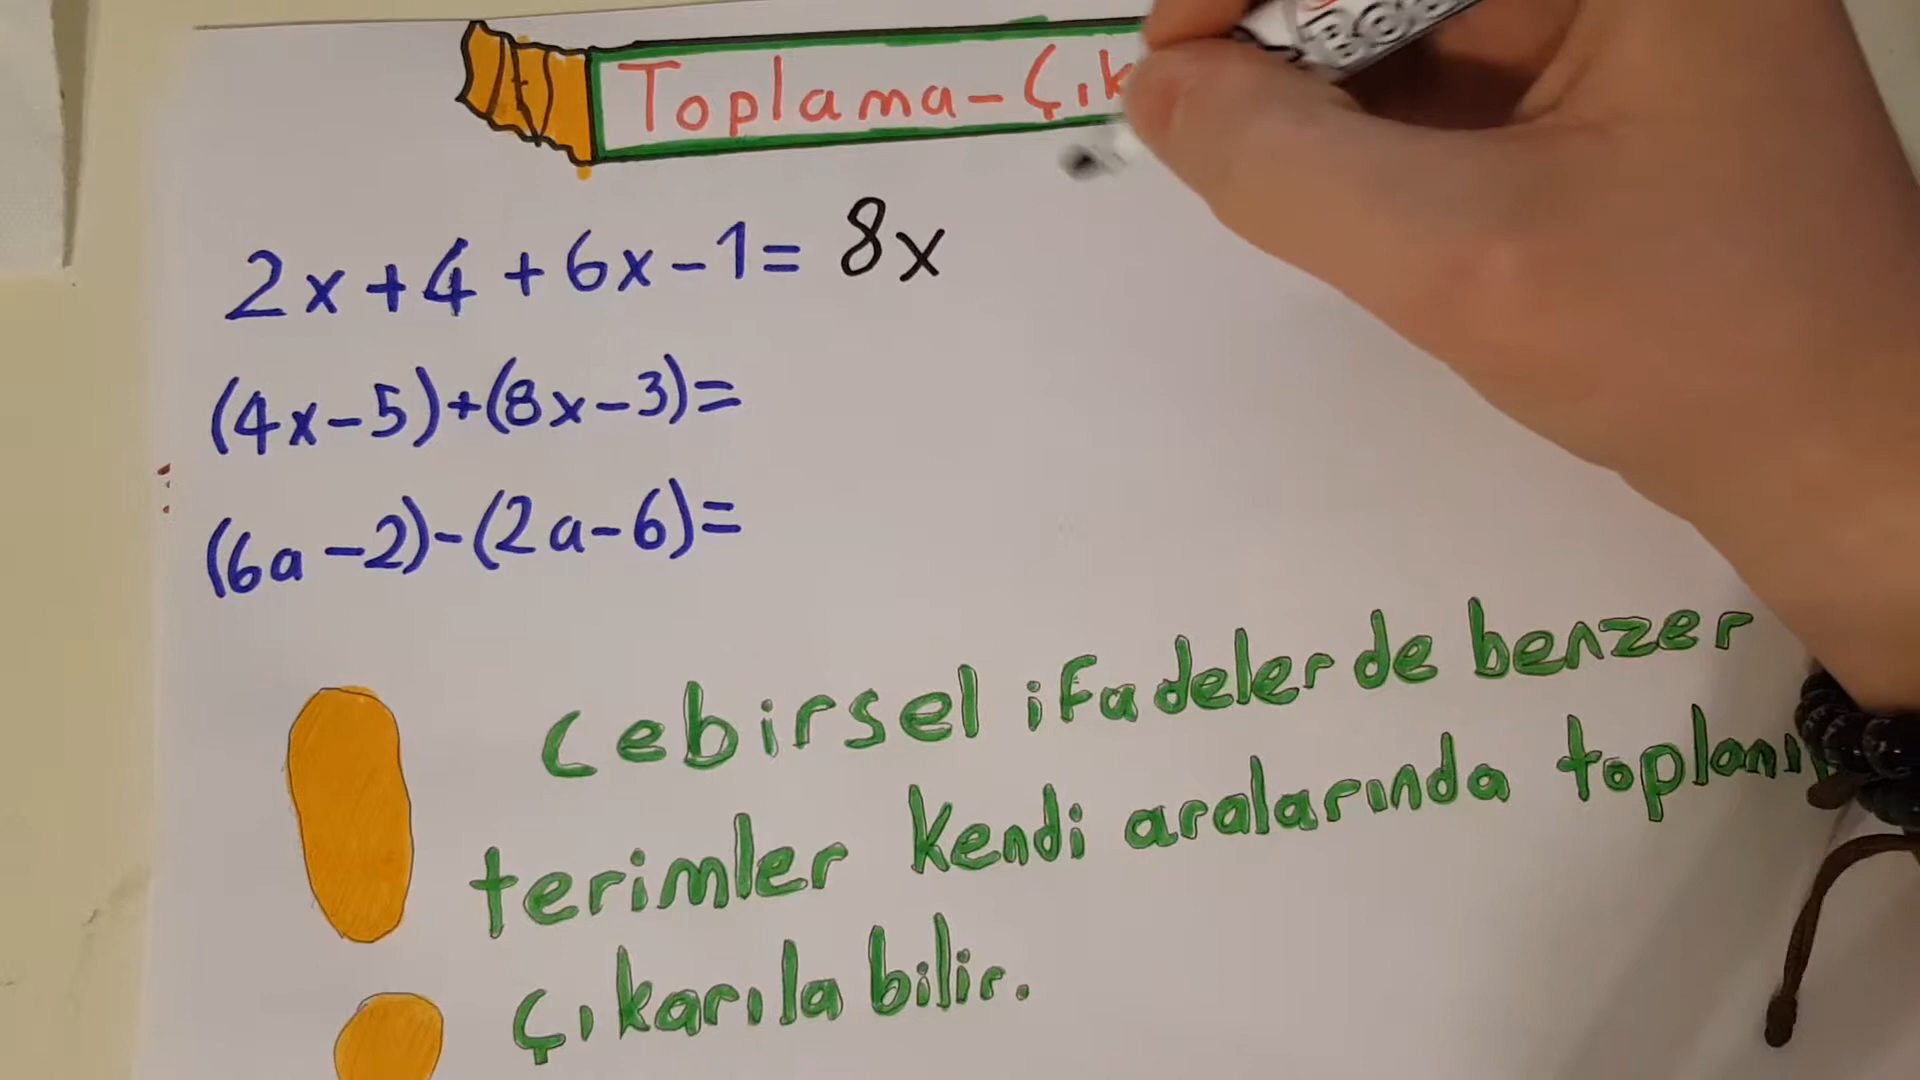 Toplama-Çık
2x+4+6x-1= 8x
(4x-5)+(8x-3)=
(6a-2)-(2a-6)=
Cebirsel ifadelerde benzer
terimler kendi aralarında toplanı
çıkarılabilir.